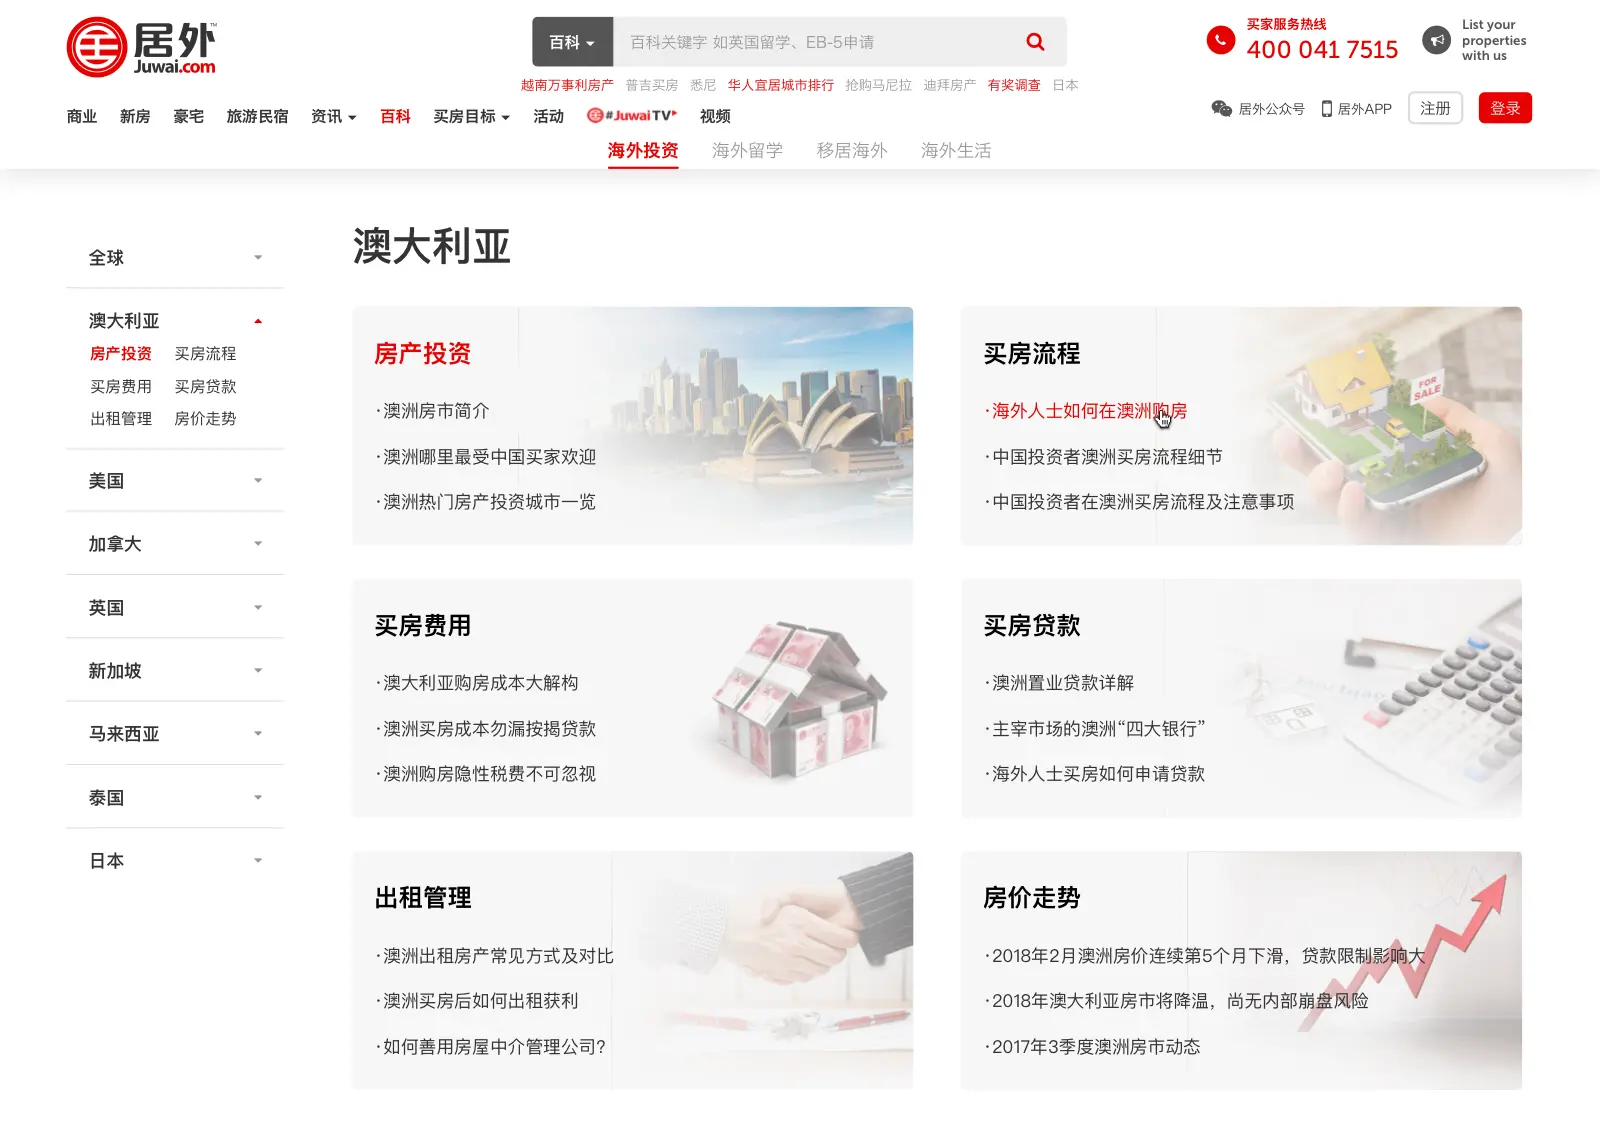 居外™
Juwai.com
百科
百科关键字 如英国留学、EB-5申请
越南万事利房产 普吉买房 悉尼 华人宜居城市排行 抢购马尼拉 迪拜房产 有奖调查 日本
买家服务热线
400 041 7515
List your
properties
with us
商业 新房 豪宅 旅游民宿 资讯 百科 买房目标 活动 #JuwaiTV 视频
居外公众号 居外APP 注册 登录
海外投资 海外留学 移居海外 海外生活
全球
澳大利亚
房产投资 买房流程
买房费用 买房贷款
出租管理 房价走势
美国
加拿大
英国
新加坡
马来西亚
泰国
日本
澳大利亚
房产投资
·澳洲房市简介
·澳洲哪里最受中国买家欢迎
·澳洲热门房产投资城市一览
买房流程
·海外人士如何在澳洲购房
·中国投资者澳洲买房流程细节
·中国投资者在澳洲买房流程及注意事项
FOR
SALE
买房费用
·澳大利亚购房成本大解构
·澳洲买房成本勿漏按揭贷款
·澳洲购房隐性税费不可忽视
买房贷款
·澳洲置业贷款详解
·主宰市场的澳洲“四大银行”
·海外人士买房如何申请贷款
出租管理
·澳洲出租房产常见方式及对比
·澳洲买房后如何出租获利
·如何善用房屋中介管理公司？
房价走势
·2018年2月澳洲房价连续第5个月下滑，贷款限制影响大
·2018年澳大利亚房市将降温，尚无内部崩盘风险
·2017年3季度澳洲房市动态